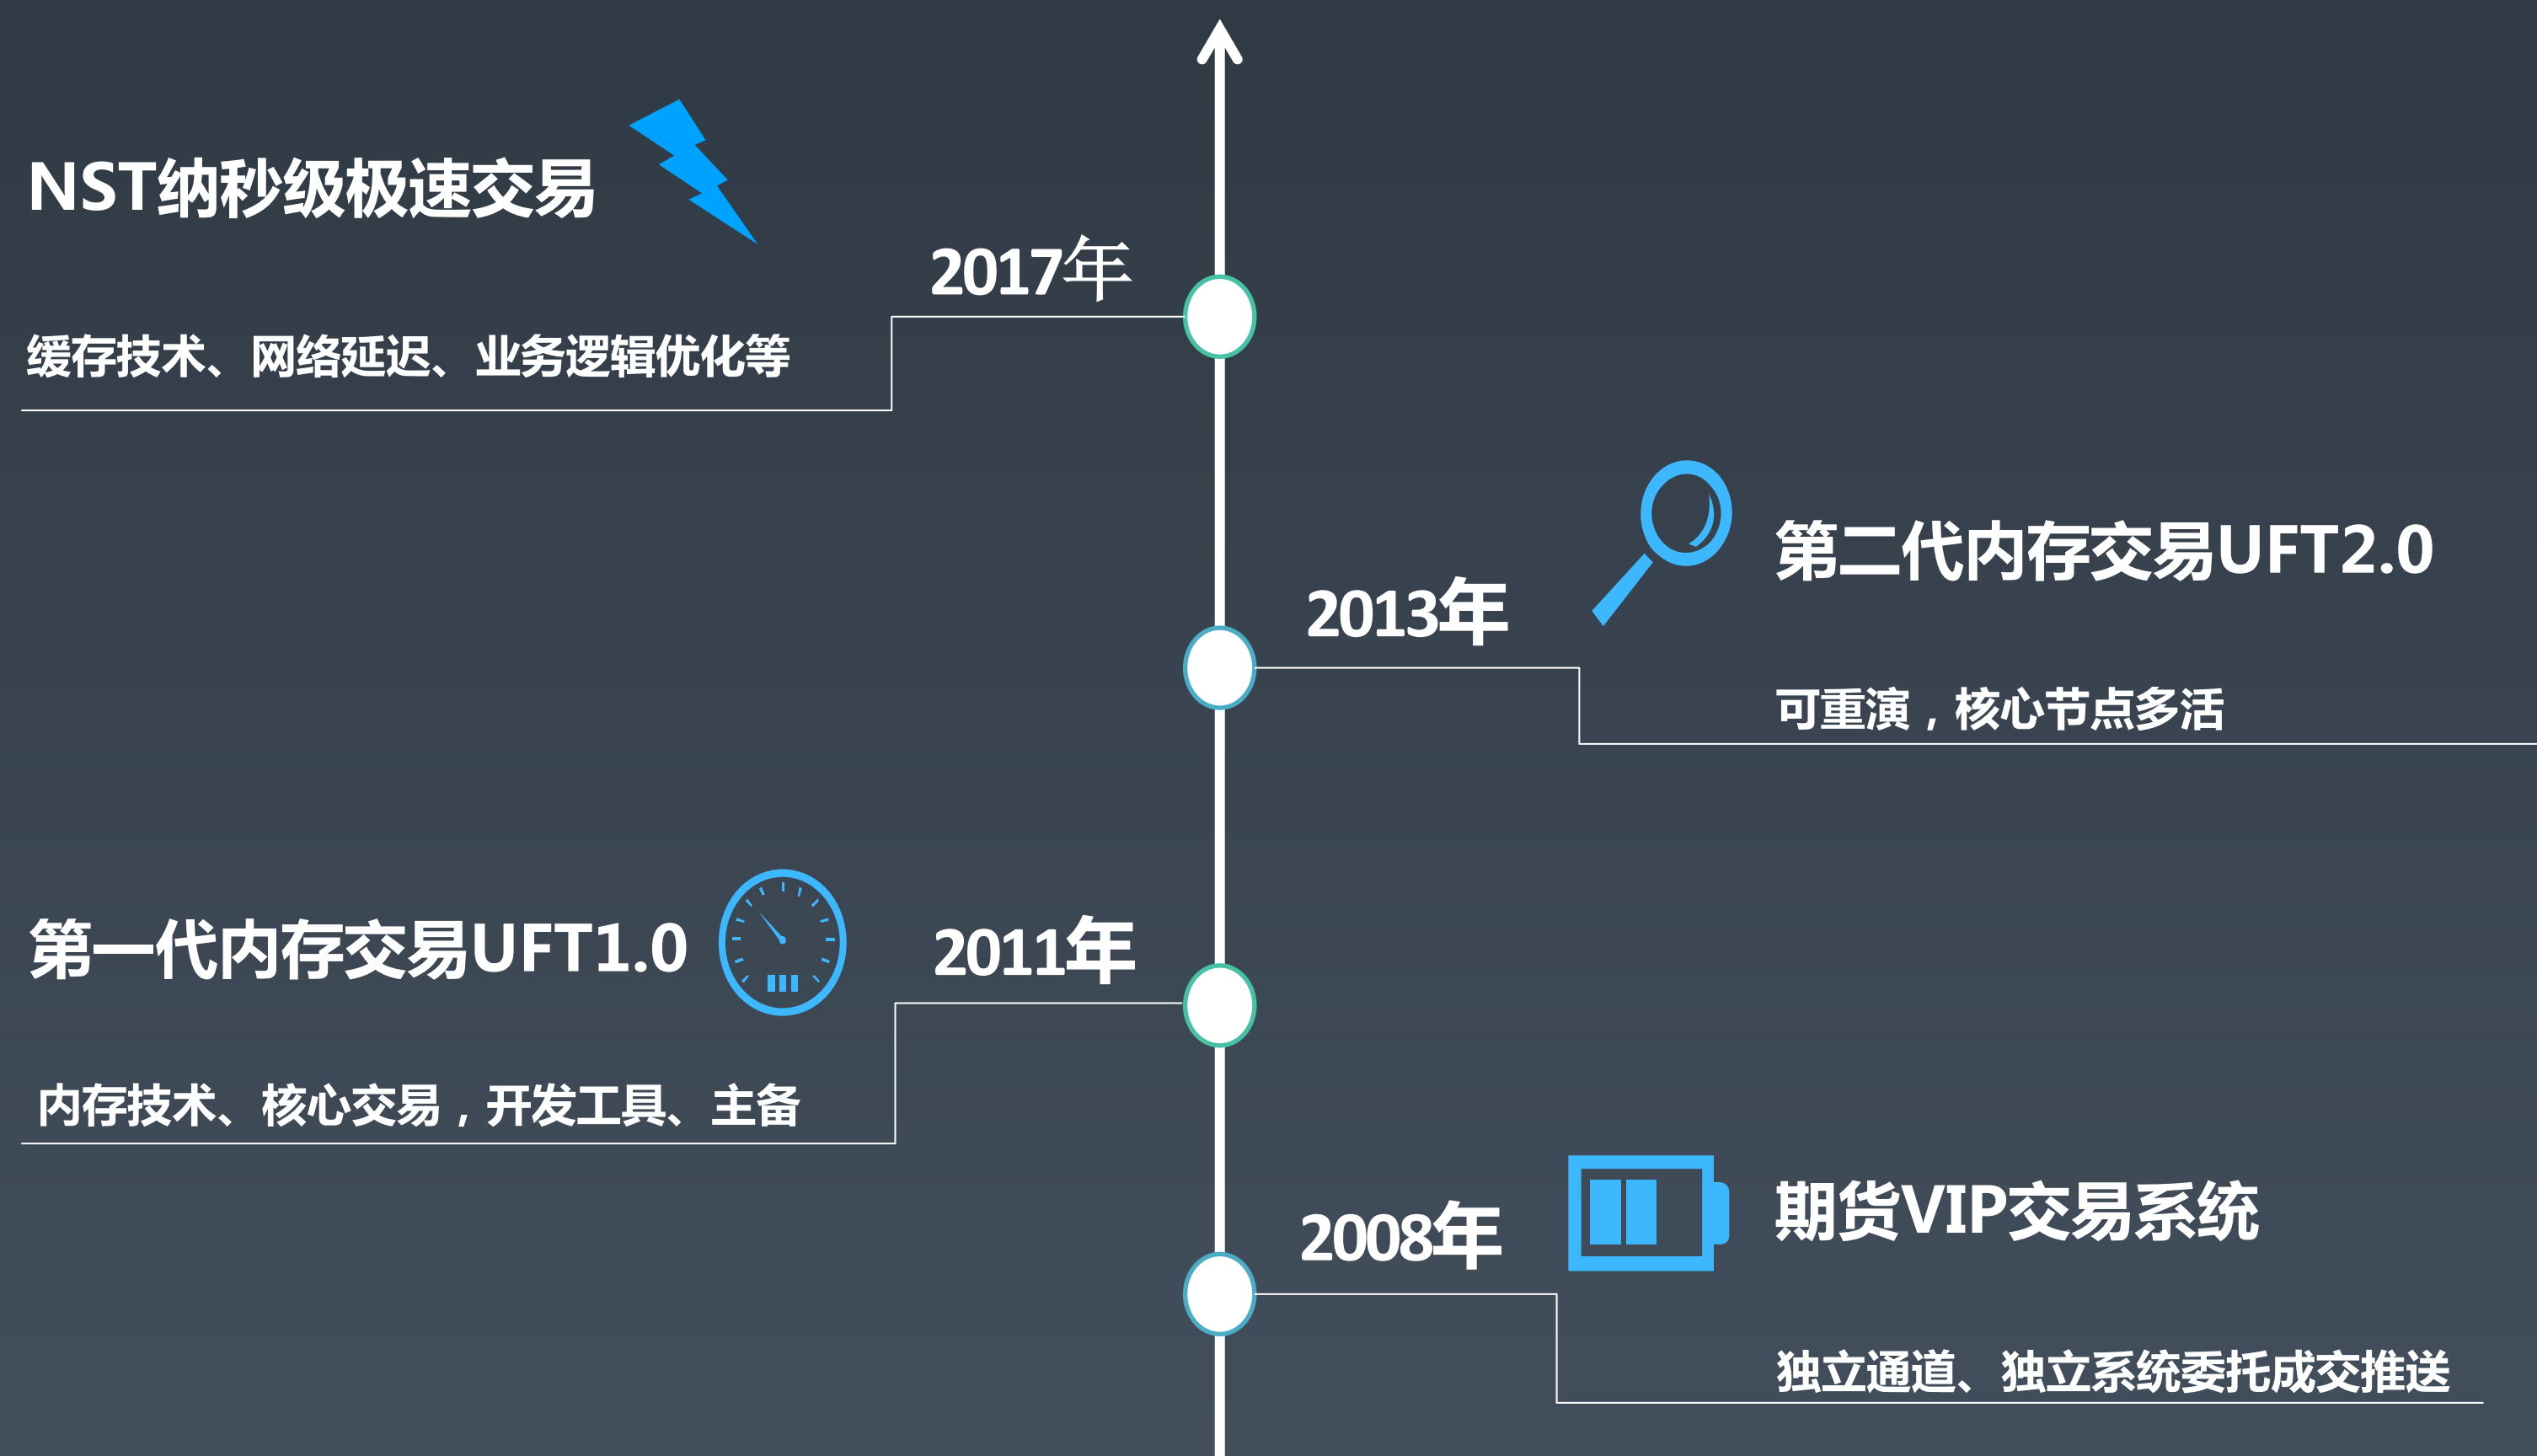 NST纳秒级极速交易
2017年
缓存技术、网络延迟、业务逻辑优化等
第二代内存交易UFT2.0
2013年
可重演，核心节点多活
第一代内存交易UFT1.0
2011年
内存技术、核心交易，开发工具、主备
期货VIP交易系统
2008年
独立通道、独立系统委托成交推送